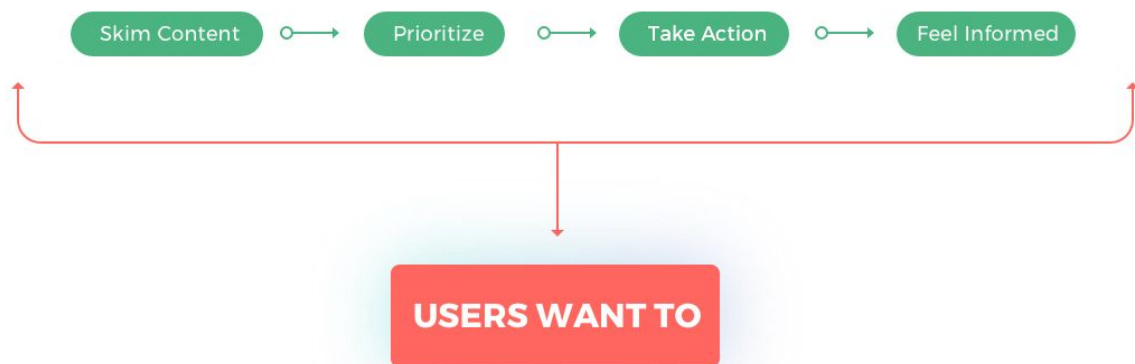 Skim Content
Prioritize
Take Action
Feel Informed
USERS WANT TO